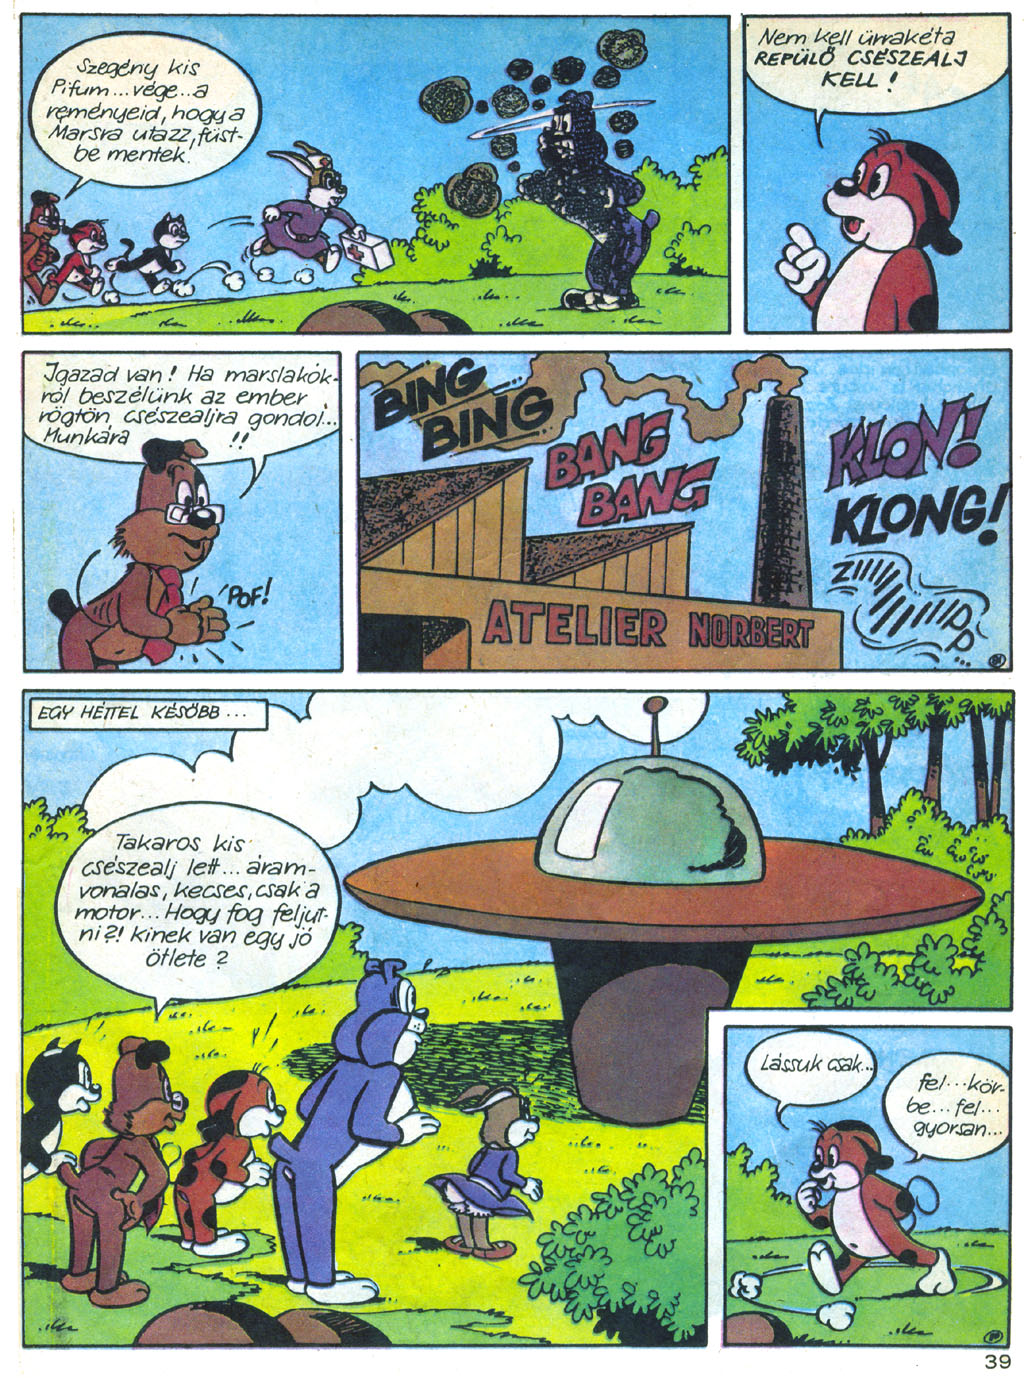 Szegény kis
Pifum...vége..a
reményeid, hogy a
Marsra utazz, füst-
be mentek.
Nem kell űrrakéta
REPÜLŐ CSÉSZEALJ
KELL!
Igazad van! Ha marslakók-
ról beszélünk az ember
rögtön csészealjra gondol...
Munkára !!
'POF!
BING
BING
BANG
BANG
KLON!
KLONG!
ATELIER NORBERT
EGY HÉTTEL KÉSŐBB...
Takaros kis
csészealj lett... áram-
vonalas, kecses, csak a
motor... Hogy fog feljut-
ni?! kinek van egy jó
ötlete?
Lássuk csak...
fel...kör-
be...fel...
gyorsan...
39